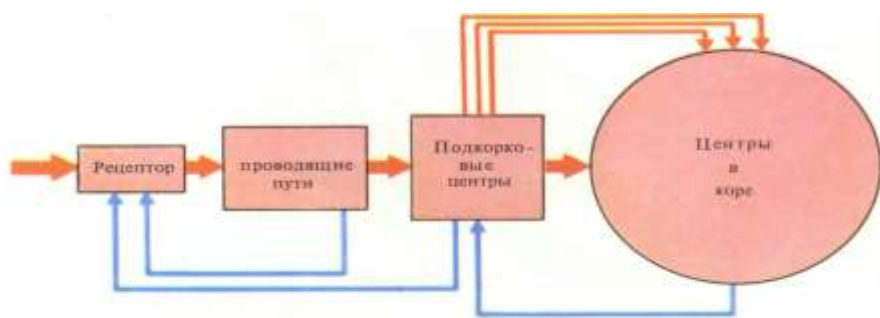 Рецептор
проводящие
пути
Подкорко-
вые
центры
Центры
в
коре